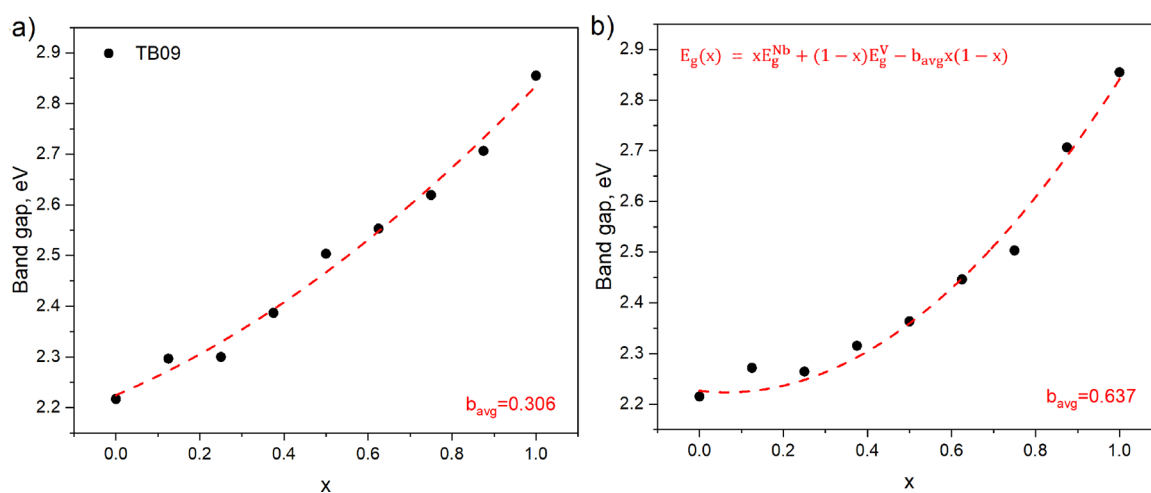 a)
TB09
Band gap, eV
2.9
2.8
2.7
2.6
2.5
2.4
2.3
2.2
b_avg=0.306
0.0 0.2 0.4 0.6 0.8 1.0
x
b)
E_g(x) = xE_g^Nb + (1−x)E_g^V − b_avg x(1−x)
Band gap, eV
2.9
2.8
2.7
2.6
2.5
2.4
2.3
2.2
b_avg=0.637
0.0 0.2 0.4 0.6 0.8 1.0
x